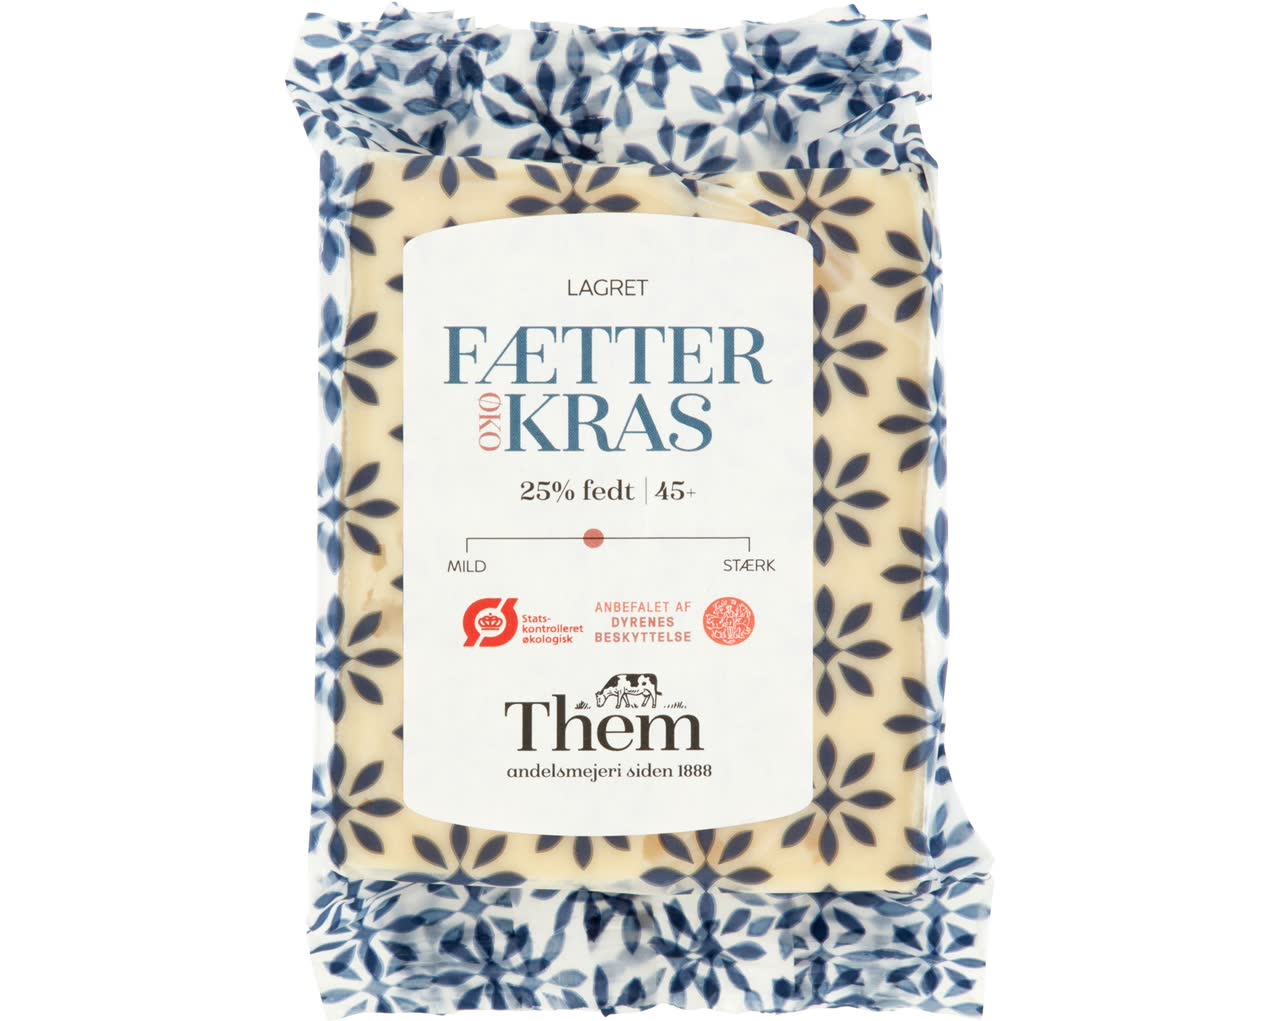 LAGRET
FÆTTER
ØKO KRAS
25% fedt | 45+
MILD STÆRK
Stats-
kontrolleret
økologisk
ANBEFALET AF
DYRENES
BESKYTTELSE
Them
andelsmejeri siden 1888